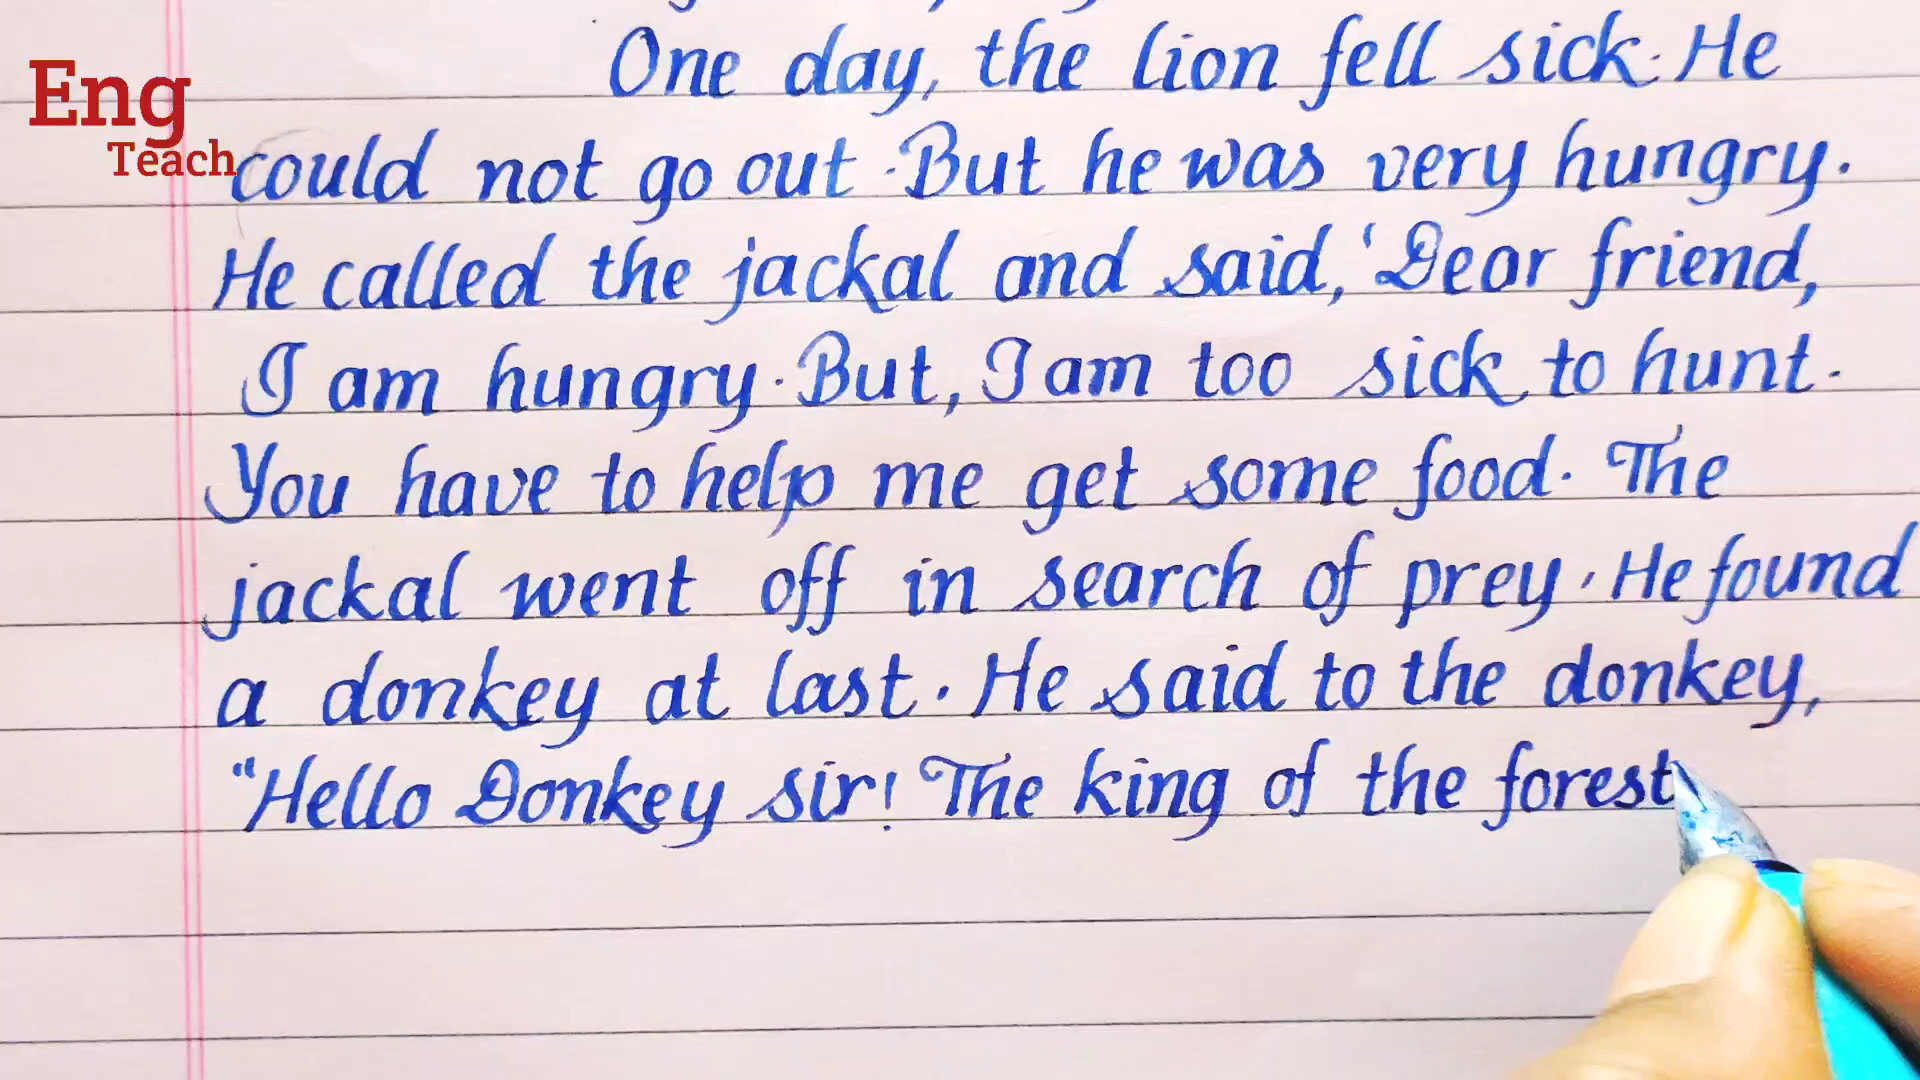 Eng
Teach
One day, the lion fell sick. He
could not go out. But he was very hungry.
He called the jackal and said, 'Dear friend,
I am hungry. But, I am too sick to hunt.
You have to help me get some food. The
jackal went off in search of prey. He found
a donkey at last. He said to the donkey,
"Hello Donkey sir! The king of the forest